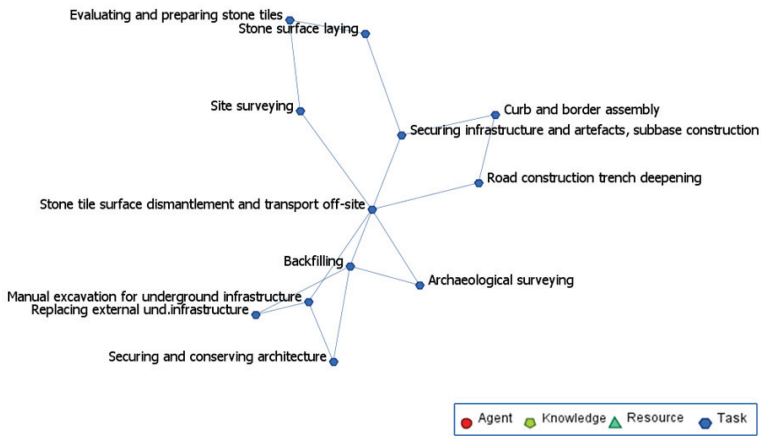 Evaluating and preparing stone tiles
Stone surface laying
Site surveying
Curb and border assembly
Securing infrastructure and artefacts, subbase construction
Road construction trench deepening
Stone tile surface dismantlement and transport off-site
Backfilling
Archaeological surveying
Manual excavation for underground infrastructure
Replacing external und.infrastructure
Securing and conserving architecture
Agent Knowledge Resource Task